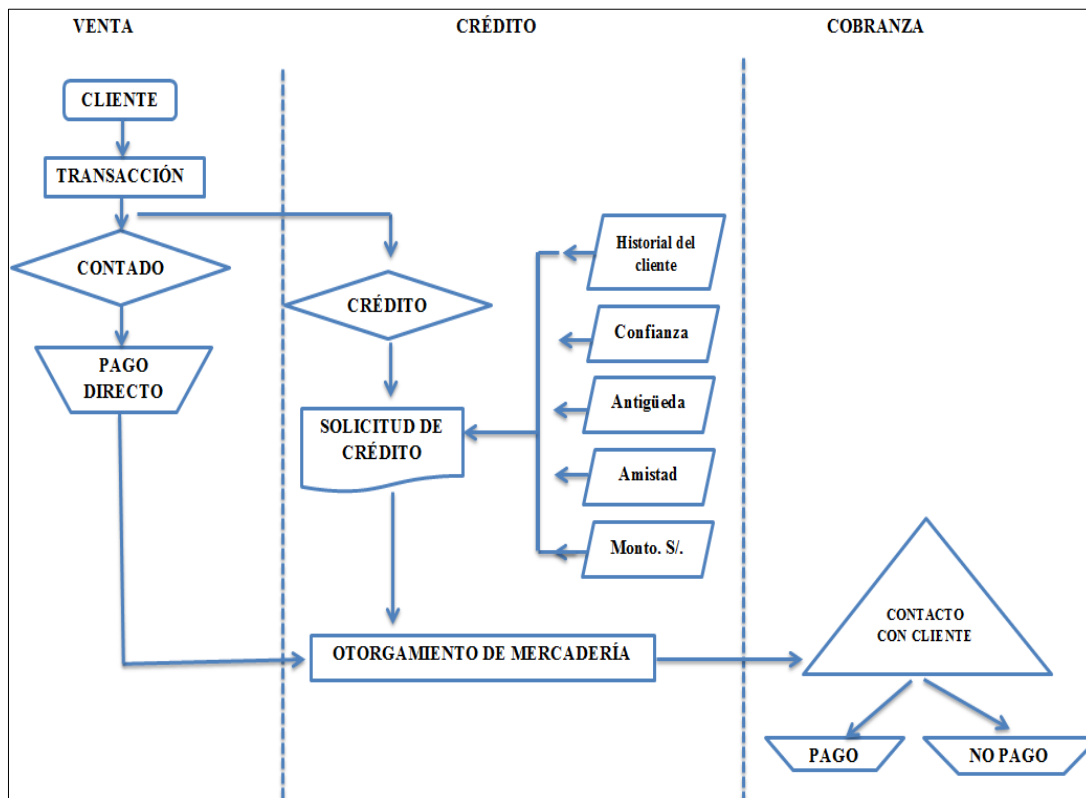 VENTA
CRÉDITO
COBRANZA
CLIENTE
TRANSACCIÓN
CONTADO
PAGO
DIRECTO
CRÉDITO
SOLICITUD DE
CRÉDITO
Historial del
cliente
Confianza
Antigüeda
Amistad
Monto. S/.
OTORGAMIENTO DE MERCADERÍA
CONTACTO
CON CLIENTE
PAGO
NO PAGO